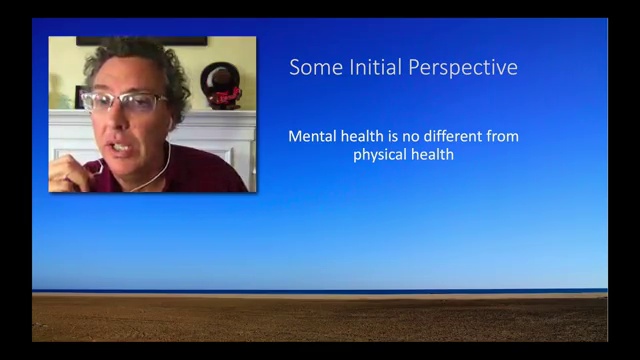 Some Initial Perspective
Mental health is no different from
physical health